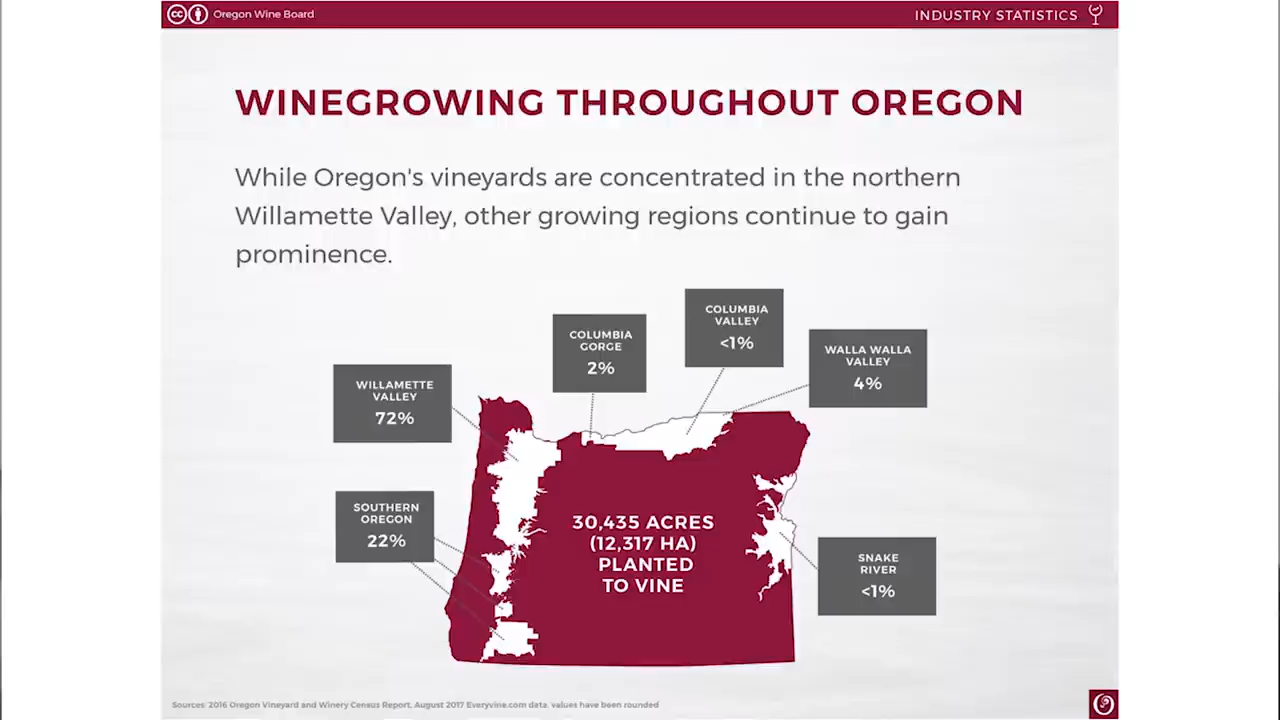 Oregon Wine Board
INDUSTRY STATISTICS
WINEGROWING THROUGHOUT OREGON
While Oregon's vineyards are concentrated in the northern
Willamette Valley, other growing regions continue to gain
prominence.
COLUMBIA
VALLEY
<1%
COLUMBIA
GORGE
2%
WALLA WALLA
VALLEY
4%
WILLAMETTE
VALLEY
72%
SOUTHERN
OREGON
22%
30,435 ACRES
(12,317 HA)
PLANTED
TO VINE
SNAKE
RIVER
<1%
Sources: 2016 Oregon Vineyard and Winery Census Report, August 2017 Everyvine.com data, values have been rounded